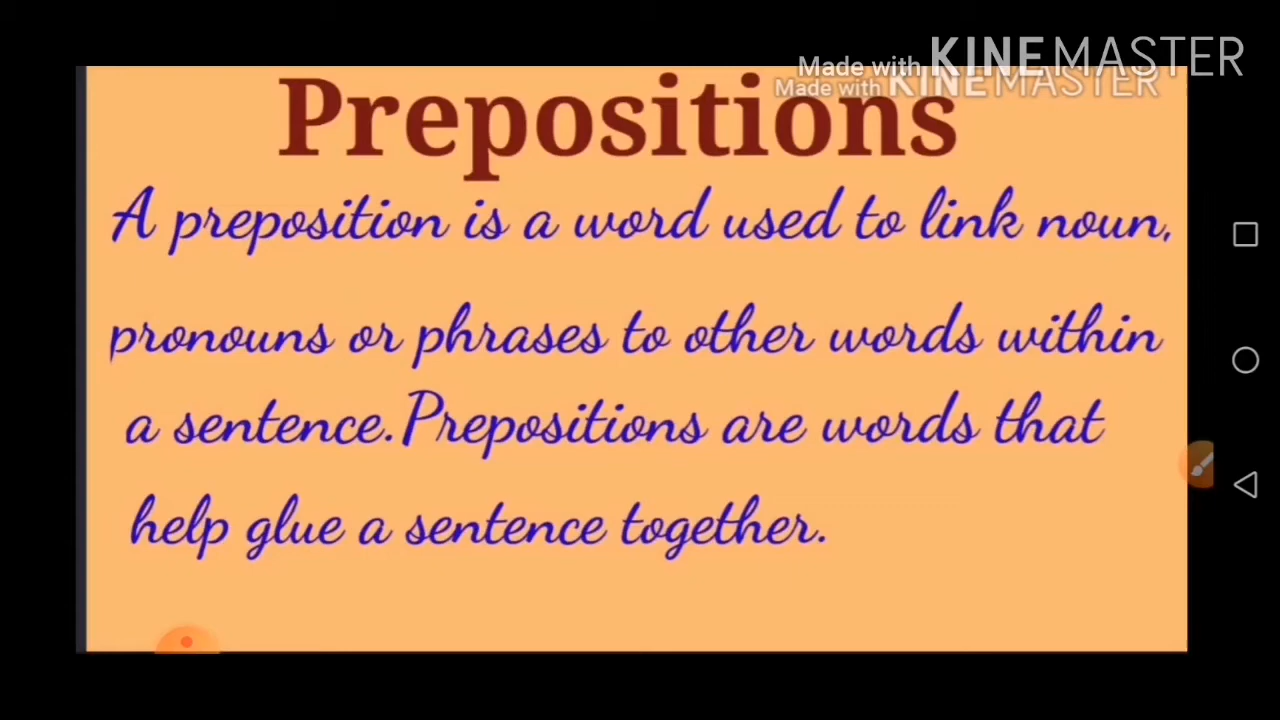 Made with KINEMASTER
Made with KINEMASTER
Prepositions
A preposition is a word used to link noun,
pronouns or phrases to other words within
a sentence. Prepositions are words that
help glue a sentence together.